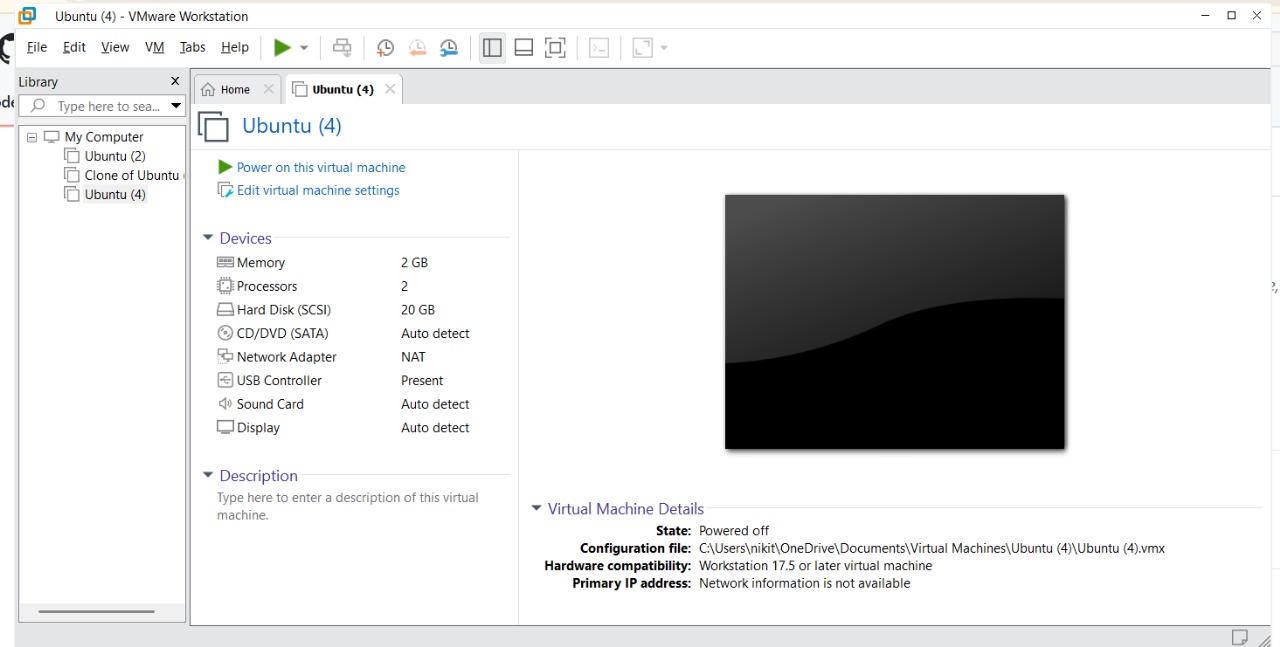 Ubuntu (4) - VMware Workstation
File Edit View VM Tabs Help
Library
Type here to sea...
My Computer
Ubuntu (2)
Clone of Ubuntu
Ubuntu (4)
Home
Ubuntu (4)
Ubuntu (4)
Power on this virtual machine
Edit virtual machine settings
Devices
Memory 2 GB
Processors 2
Hard Disk (SCSI) 20 GB
CD/DVD (SATA) Auto detect
Network Adapter NAT
USB Controller Present
Sound Card Auto detect
Display Auto detect
Description
Type here to enter a description of this virtual
machine.
Virtual Machine Details
State: Powered off
Configuration file: C:\Users\nikit\OneDrive\Documents\Virtual Machines\Ubuntu (4)\Ubuntu (4).vmx
Hardware compatibility: Workstation 17.5 or later virtual machine
Primary IP address: Network information is not available